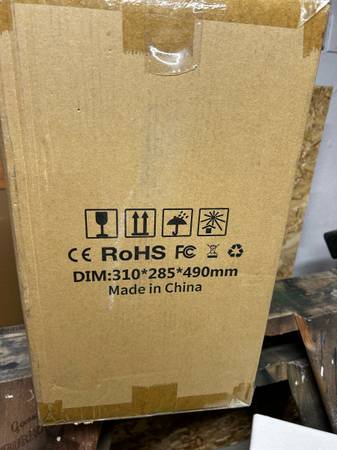 CE RoHS FC
DIM:310*285*490mm
Made in China